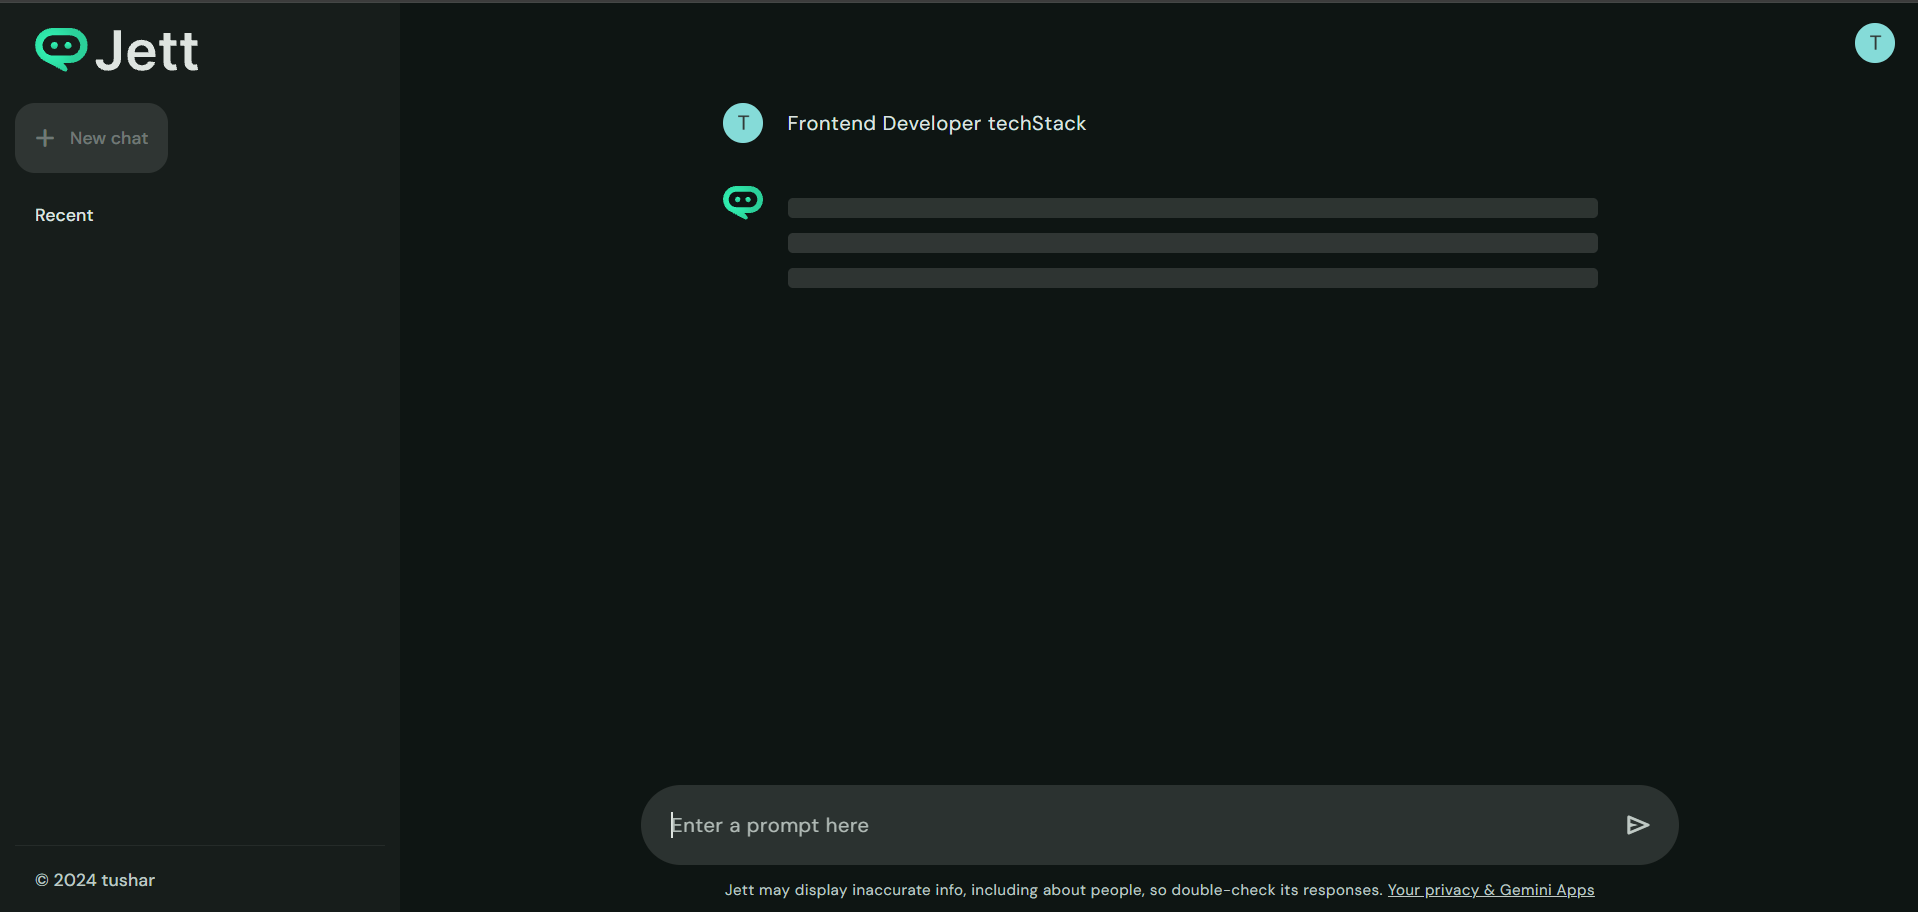 Jett
New chat
Recent
© 2024 tushar
T
T
Frontend Developer techStack
Enter a prompt here
Jett may display inaccurate info, including about people, so double-check its responses. Your privacy & Gemini Apps